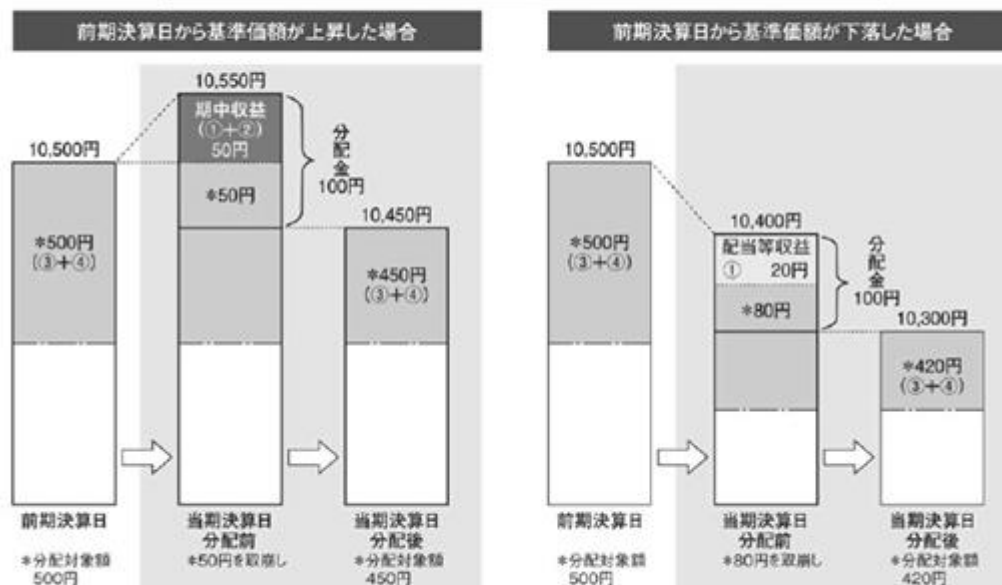 前期決算日から基準価額が上昇した場合
10,550円
期中収益
(①+②)
50円
分配金
100円
10,500円
*50円
10,450円
*500円
(③+④)
*450円
(③+④)
前期決算日
当期決算日
分配前
当期決算日
分配後
*分配対象額
500円
*50円を取崩し
*分配対象額
450円
前期決算日から基準価額が下落した場合
10,500円
10,400円
配当等収益
① 20円
分配金
100円
*500円
(③+④)
*80円
10,300円
*420円
(③+④)
前期決算日
当期決算日
分配前
当期決算日
分配後
*分配対象額
500円
*80円を取崩し
*分配対象額
420円